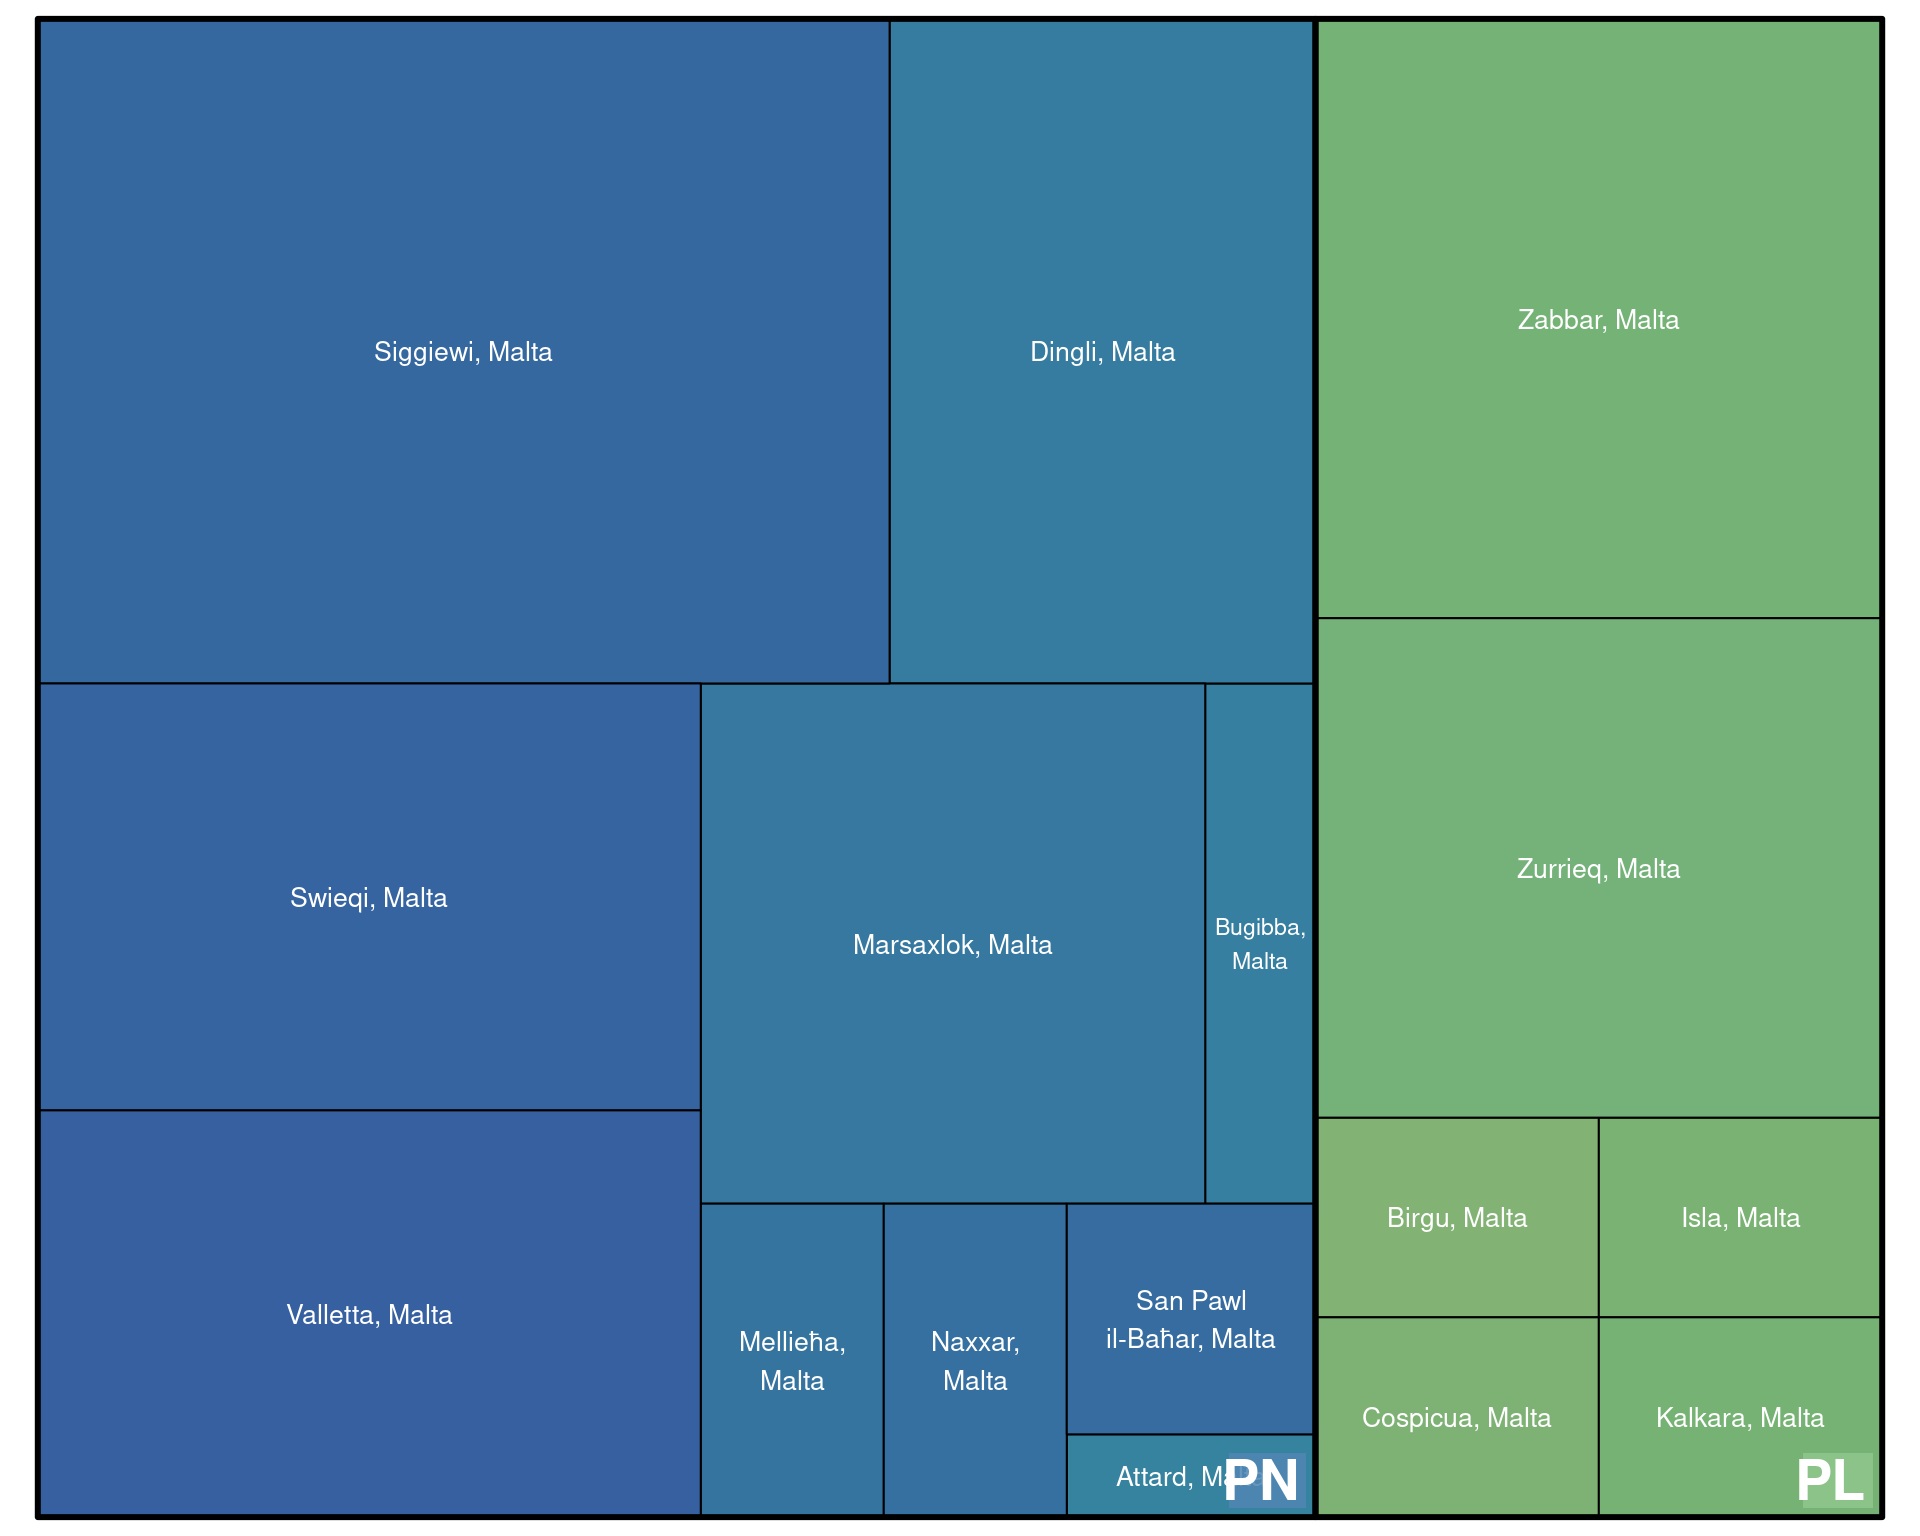 Siggiewi, Malta
Dingli, Malta
Zabbar, Malta
Zurrieq, Malta
Swieqi, Malta
Marsaxlok, Malta
Bugibba,
Malta
Valletta, Malta
Mellieħa,
Malta
Naxxar,
Malta
San Pawl
il-Baħar, Malta
Attard,
PN
Birgu, Malta
Isla, Malta
Cospicua, Malta
Kalkara, Malta
PL